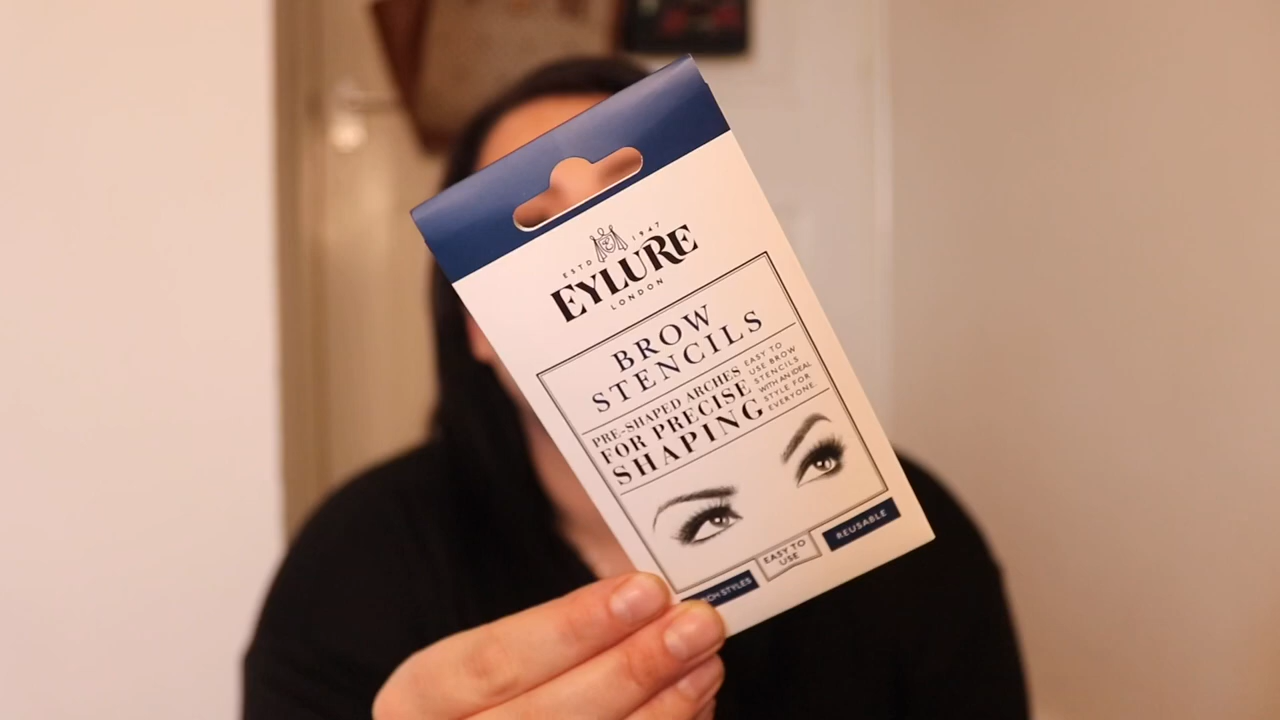 ESTD 1947
EYLURE
LONDON
BROW
STENCILS
PRE-SHAPED ARCHES
FOR PRECISE
SHAPING
EASY TO
USE BROW
STENCILS
WITH AN IDEAL
STYLE FOR
EVERYONE.
STYLES
EASY TO
USE
REUSABLE